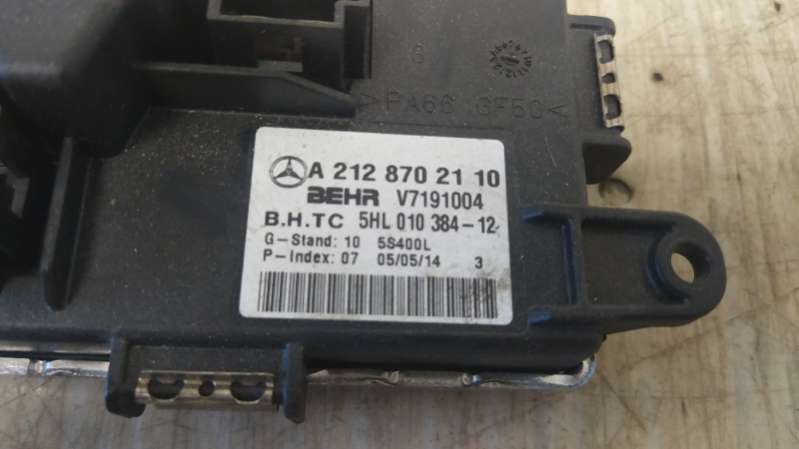 8
>PA66 GF50<
A 212 870 21 10
BEHR V7191004
B.H.TC 5HL 010 384-12
G-Stand: 10 5S400L
P-Index: 07 05/05/14 3